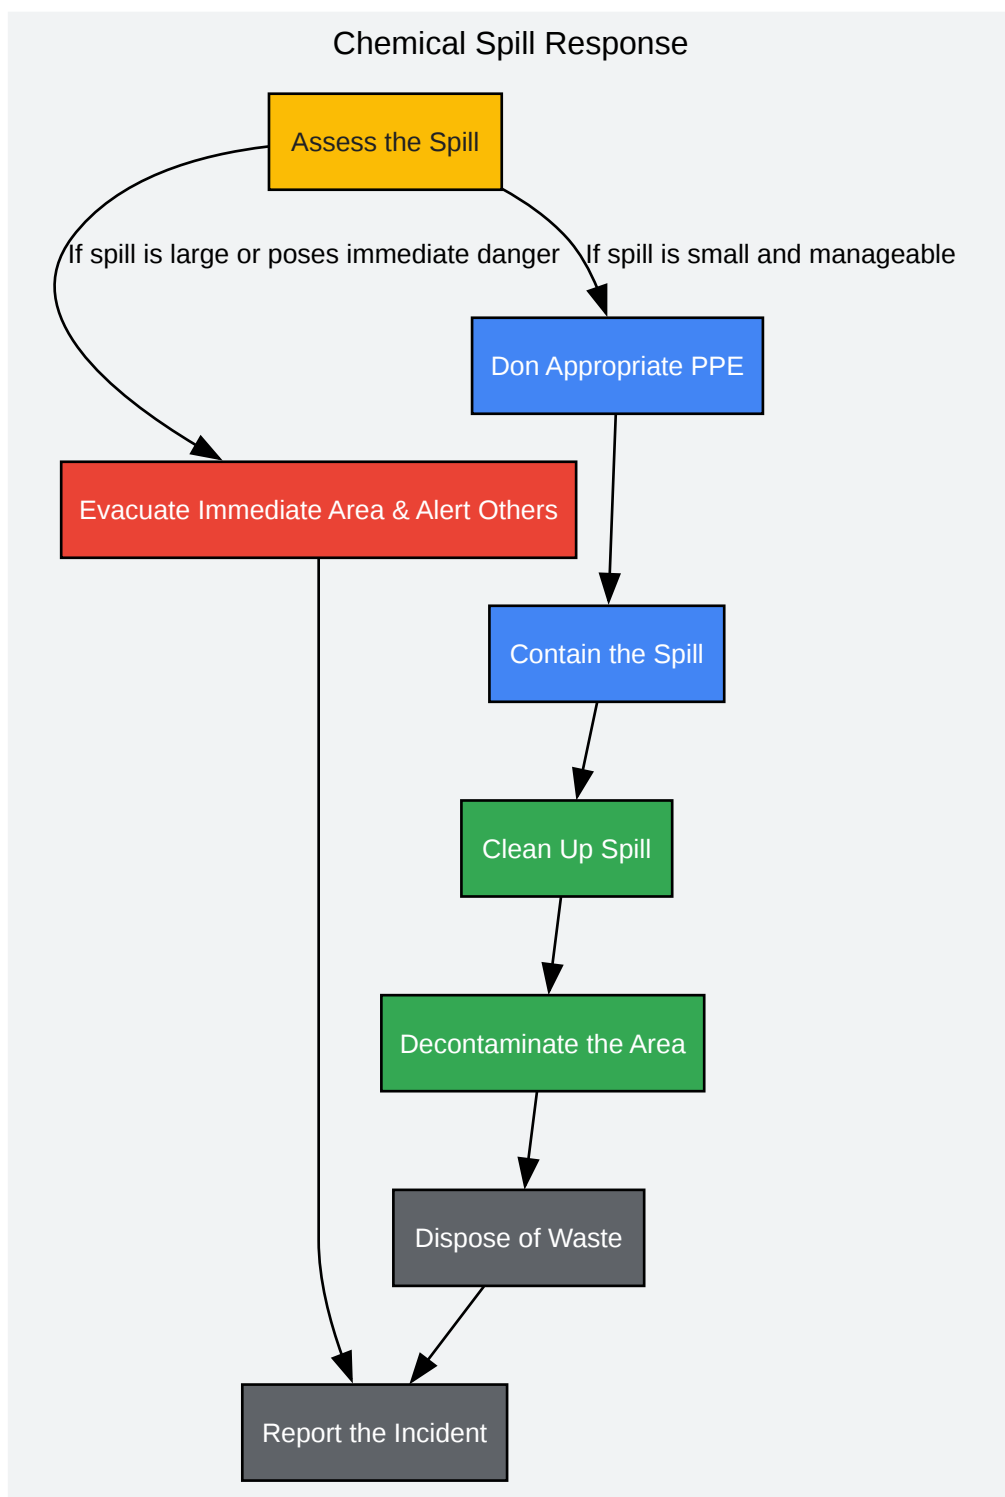 Chemical Spill Response
Assess the Spill
If spill is large or poses immediate danger
If spill is small and manageable
Don Appropriate PPE
Evacuate Immediate Area & Alert Others
Contain the Spill
Clean Up Spill
Decontaminate the Area
Dispose of Waste
Report the Incident